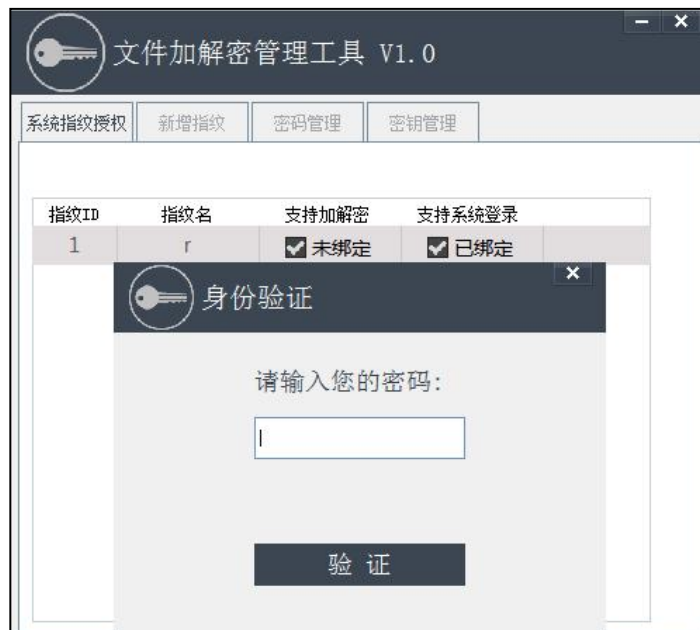 文件加解密管理工具 V1.0
系统指纹授权 新增指纹 密码管理 密钥管理
指纹ID 指纹名 支持加解密 支持系统登录
1 r 未绑定 已绑定
身份验证
请输入您的密码:
验 证